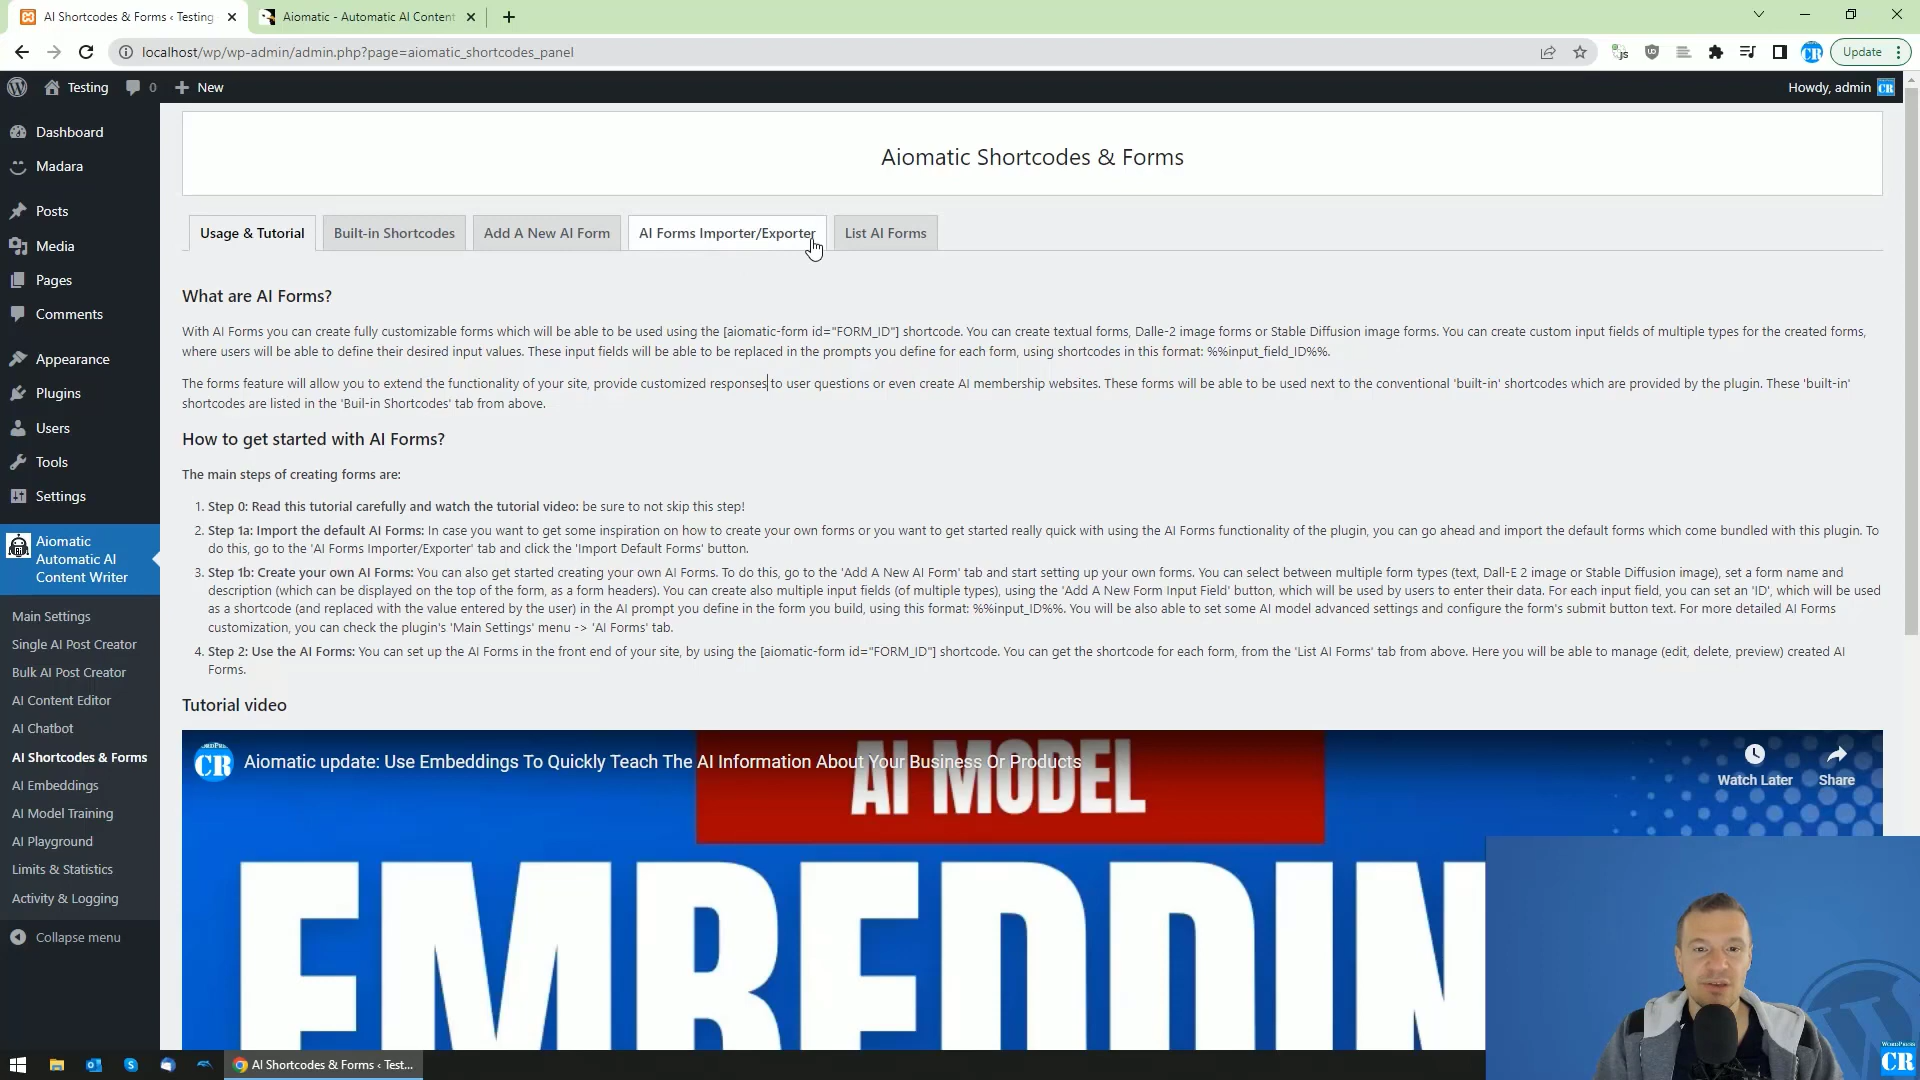 AI Shortcodes & Forms ‹ Testing
Aiomatic - Automatic AI Content
localhost/wp/wp-admin/admin.php?page=aiomatic_shortcodes_panel
Update
Testing
0
New
Howdy, admin
Dashboard
Madara
Posts
Media
Pages
Comments
Appearance
Plugins
Users
Tools
Settings
Aiomatic
Automatic AI
Content Writer
Main Settings
Single AI Post Creator
Bulk AI Post Creator
AI Content Editor
AI Chatbot
AI Shortcodes & Forms
AI Embeddings
AI Model Training
AI Playground
Limits & Statistics
Activity & Logging
Collapse menu
Aiomatic Shortcodes & Forms
Usage & Tutorial
Built-in Shortcodes
Add A New AI Form
AI Forms Importer/Exporter
List AI Forms
What are AI Forms?
With AI Forms you can create fully customizable forms which will be able to be used using the [aiomatic-form id="FORM_ID"] shortcode. You can create textual forms, Dalle-2 image forms or Stable Diffusion image forms. You can create custom input fields of multiple types for the created forms,
where users will be able to define their desired input values. These input fields will be able to be replaced in the prompts you define for each form, using shortcodes in this format: %%input_field_ID%%.
The forms feature will allow you to extend the functionality of your site, provide customized responses to user questions or even create AI membership websites. These forms will be able to be used next to the conventional 'built-in' shortcodes which are provided by the plugin. These 'built-in'
shortcodes are listed in the 'Buil-in Shortcodes' tab from above.
How to get started with AI Forms?
The main steps of creating forms are:
1. Step 0: Read this tutorial carefully and watch the tutorial video: be sure to not skip this step!
2. Step 1a: Import the default AI Forms: In case you want to get some inspiration on how to create your own forms or you want to get started really quick with using the AI Forms functionality of the plugin, you can go ahead and import the default forms which come bundled with this plugin. To
do this, go to the 'AI Forms Importer/Exporter' tab and click the 'Import Default Forms' button.
3. Step 1b: Create your own AI Forms: You can also get started creating your own AI Forms. To do this, go to the 'Add A New AI Form' tab and start setting up your own forms. You can select between multiple form types (text, Dall-E 2 image or Stable Diffusion image), set a form name and
description (which can be displayed on the top of the form, as a form headers). You can create also multiple input fields (of multiple types), using the 'Add A New Form Input Field' button, which will be used by users to enter their data. For each input field, you can set an 'ID', which will be used
as a shortcode (and replaced with the value entered by the user) in the AI prompt you define in the form you build, using this format: %%input_ID%%. You will be also able to set some AI model advanced settings and configure the form's submit button text. For more detailed AI Forms
customization, you can check the plugin's 'Main Settings' menu -> 'AI Forms' tab.
4. Step 2: Use the AI Forms: You can set up the AI Forms in the front end of your site, by using the [aiomatic-form id="FORM_ID"] shortcode. You can get the shortcode for each form, from the 'List AI Forms' tab from above. Here you will be able to manage (edit, delete, preview) created AI
Forms.
Tutorial video
CR
Aiomatic update: Use Embeddings To Quickly Teach The AI Information About Your Business Or Products
AI MODEL
Watch Later
Share
EMBEDDIN
AI Shortcodes & Forms ‹ Test...
WORDPRESS
CR